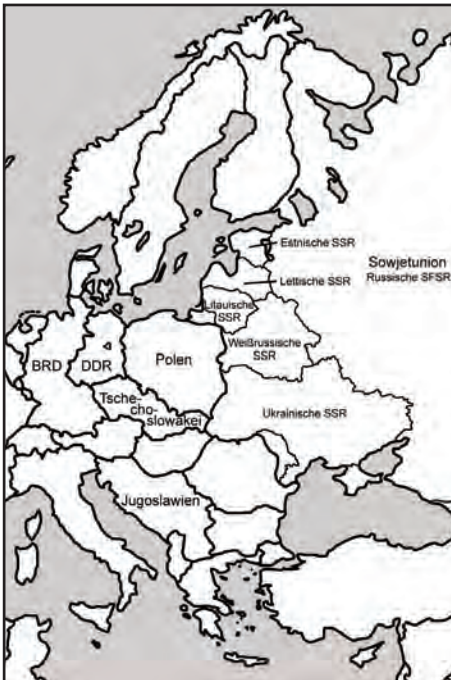 Estnische SSR
Sowjetunion
Russische SFSR
Lettische SSR
Litauische
SSR
Weißrussische
SSR
BRD
DDR
Polen
Tsche-
cho-
slowakei
Ukrainische SSR
Jugoslawien